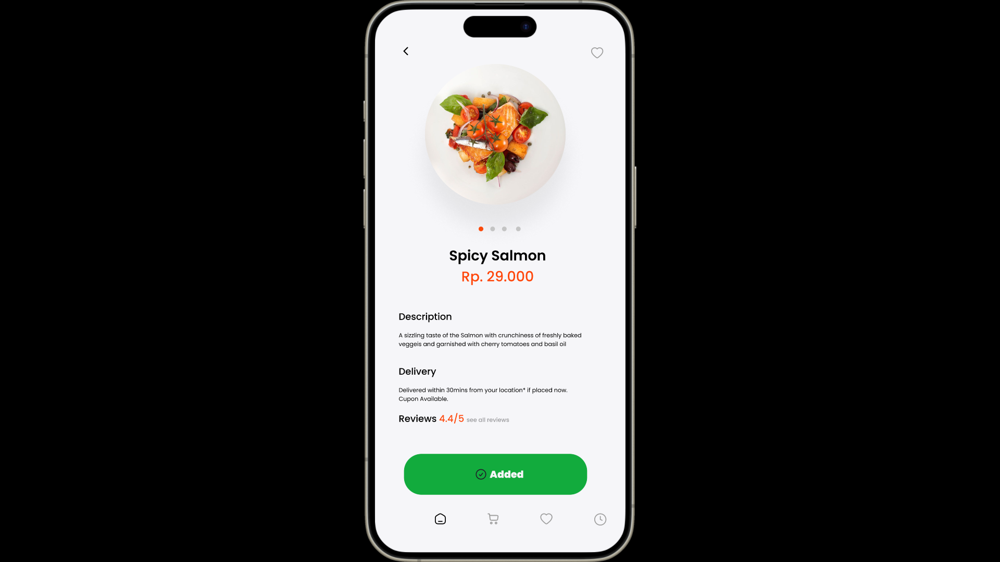 Spicy Salmon
Rp. 29.000
Description
A sizzling taste of the Salmon with crunchiness of freshly baked
veggeis and garnished with cherry tomatoes and basil oil
Delivery
Delivered within 30mins from your location* if placed now.
Cupon Available.
Reviews 4.4/5 see all reviews
Added